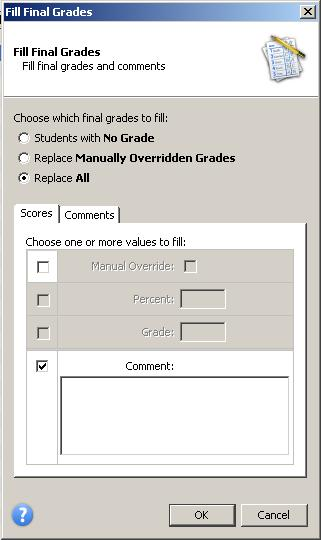 Fill Final Grades
Fill Final Grades
Fill final grades and comments
Choose which final grades to fill:
Students with No Grade
Replace Manually Overridden Grades
Replace All
Scores Comments
Choose one or more values to fill:
Manual Override:
Percent:
Grade:
Comment:
?
OK Cancel